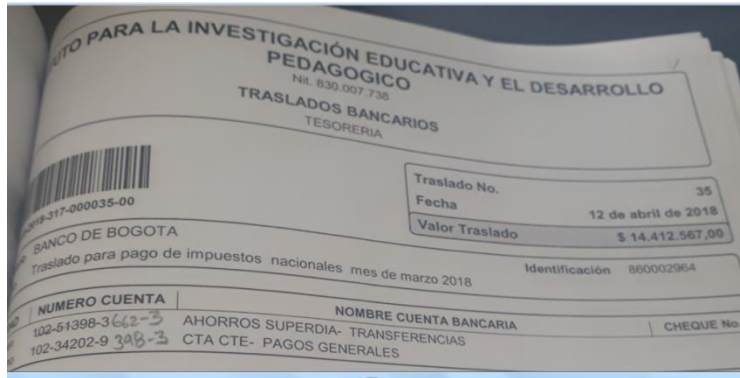 UTO PARA LA INVESTIGACIÓN EDUCATIVA Y EL DESARROLLO
PEDAGOGICO
Nit. 830.007.738
TRASLADOS BANCARIOS
TESORERIA
2018-317-000035-00
Traslado No. 35
Fecha 12 de abril de 2018
Valor Traslado $ 14.412.567,00
BANCO DE BOGOTA
Identificación 860002964
Traslado para pago de impuestos nacionales mes de marzo 2018
NUMERO CUENTA NOMBRE CUENTA BANCARIA CHEQUE No.
102-51398-3 662-3 AHORROS SUPERDIA- TRANSFERENCIAS
102-34202-9 398-3 CTA CTE- PAGOS GENERALES